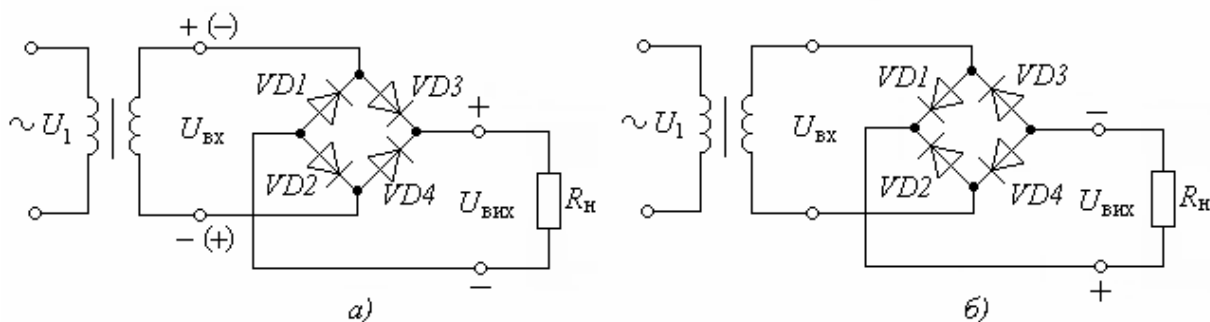 + (−)
VD1
VD3
+
~ U₁
Uвх
VD2
VD4
Uвих
Rн
− (+)
−
а)
VD1
VD3
−
~ U₁
Uвх
VD2
VD4
Uвих
Rн
+
б)